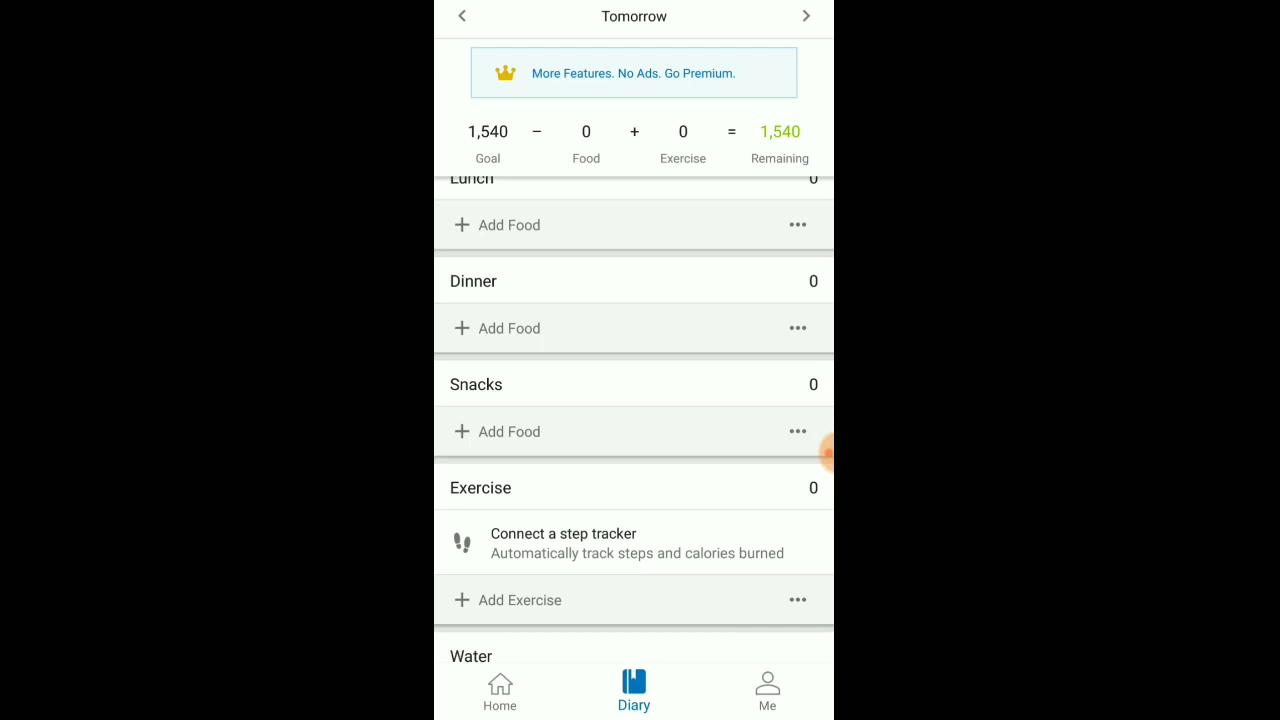 Tomorrow
More Features. No Ads. Go Premium.
1,540 − 0 + 0 = 1,540
Goal Food Exercise Remaining
Lunch 0
+ Add Food
Dinner 0
+ Add Food
Snacks 0
+ Add Food
Exercise 0
Connect a step tracker
Automatically track steps and calories burned
+ Add Exercise
Water
Home Diary Me